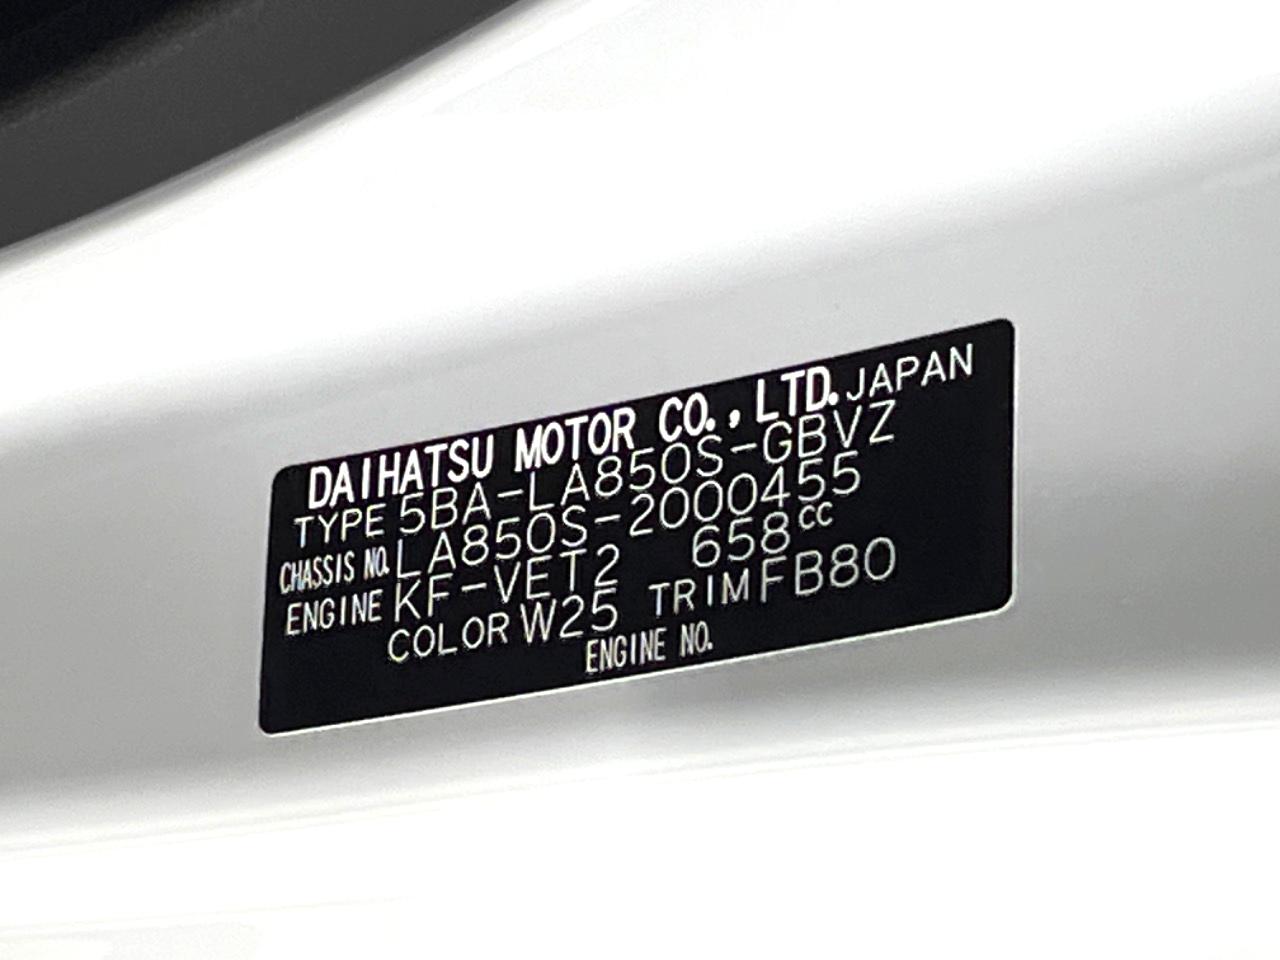 DAIHATSU MOTOR CO., LTD. JAPAN
TYPE 5BA-LA850S-GBVZ
CHASSIS NO. LA850S-2000455
ENGINE KF-VET2 658cc
COLOR W25 TRIM FB80
ENGINE NO.